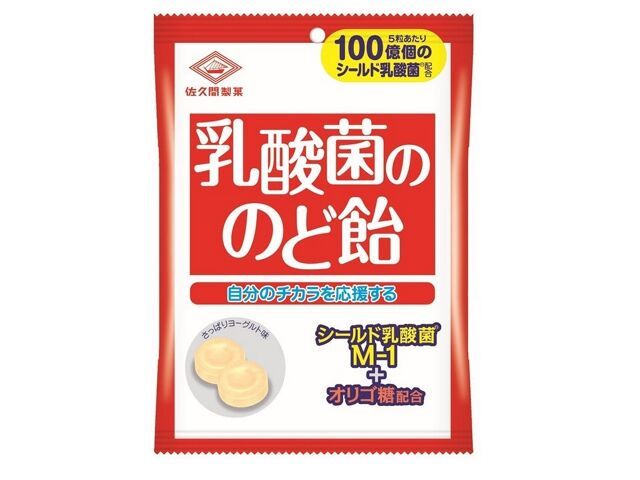 佐久間製菓
5粒あたり
100億個の
シールド乳酸菌®配合
乳酸菌の
のど飴
自分のチカラを応援する
さっぱりヨーグルト味
シールド乳酸菌®
M-1
+
オリゴ糖配合